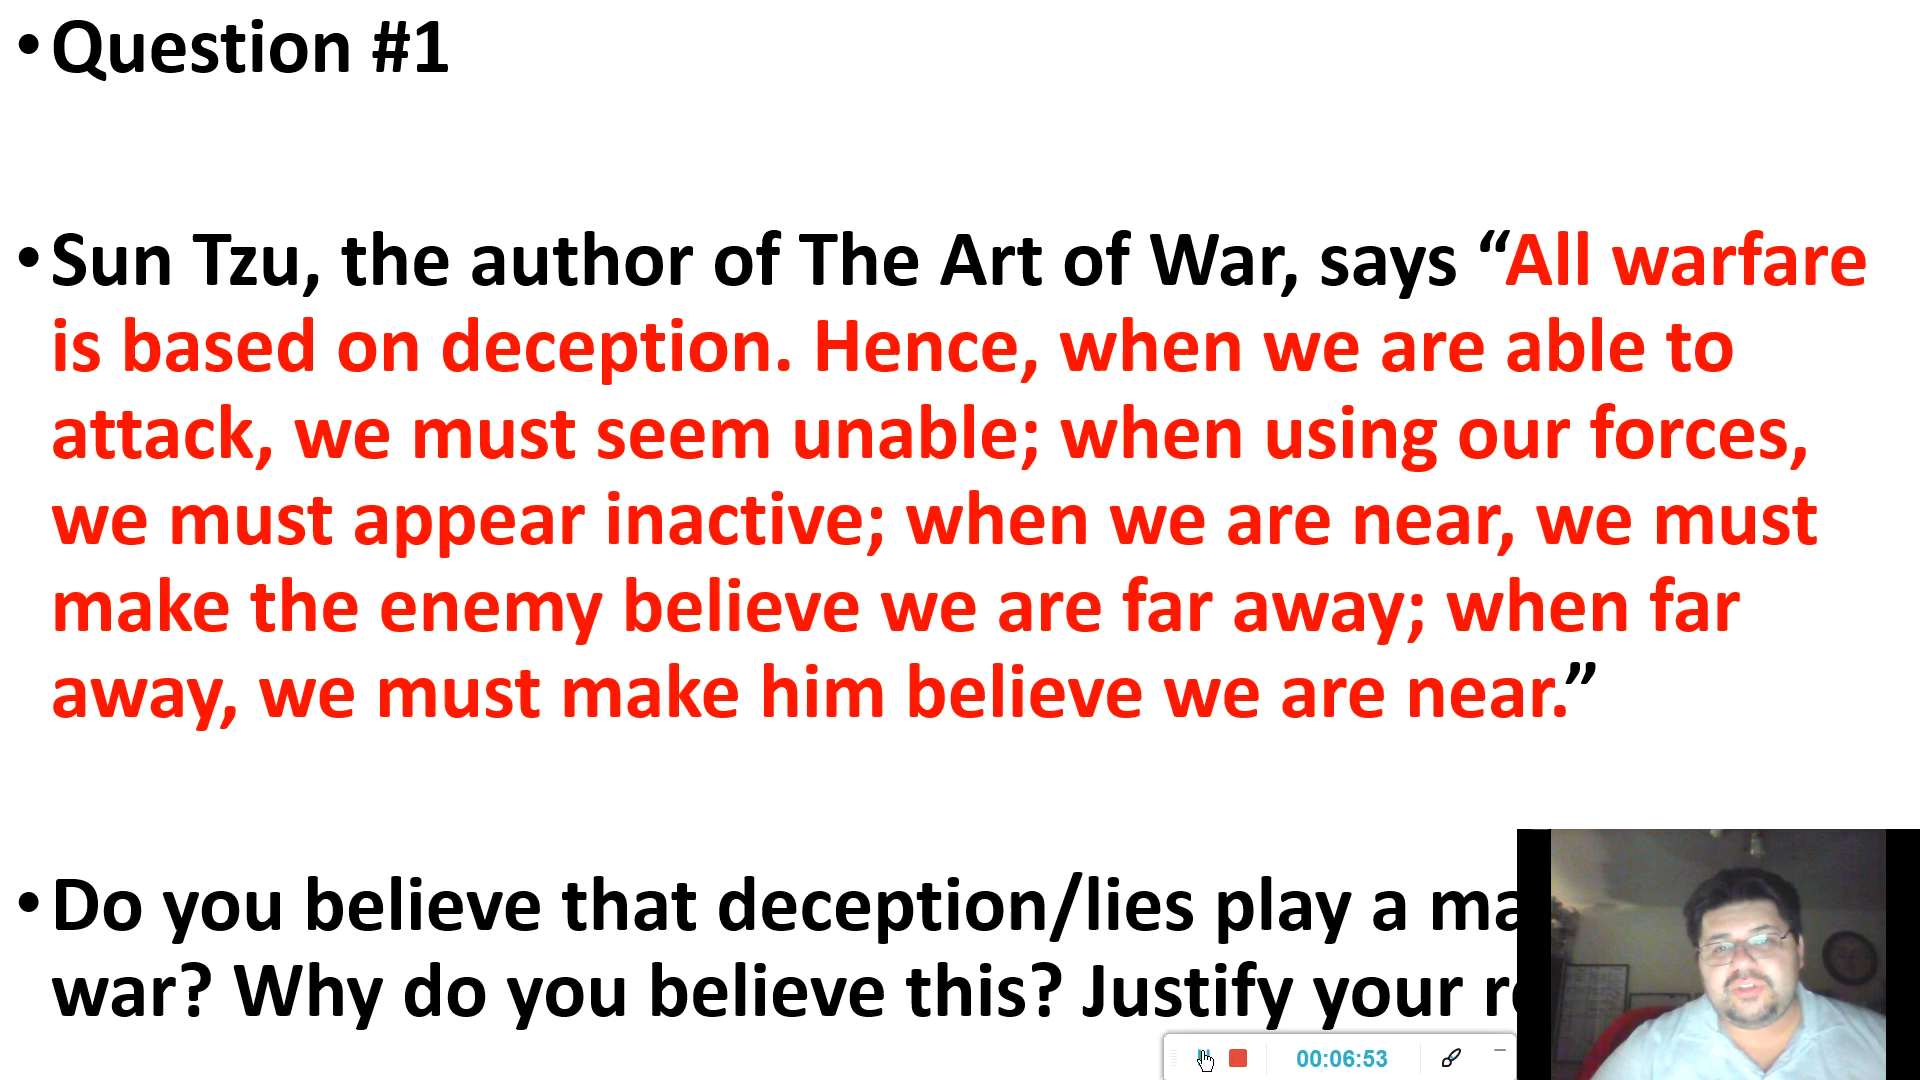 • Question #1
• Sun Tzu, the author of The Art of War, says “All warfare
is based on deception. Hence, when we are able to
attack, we must seem unable; when using our forces,
we must appear inactive; when we are near, we must
make the enemy believe we are far away; when far
away, we must make him believe we are near.”
• Do you believe that deception/lies play a
war? Why do you believe this? Justify your
00:06:53